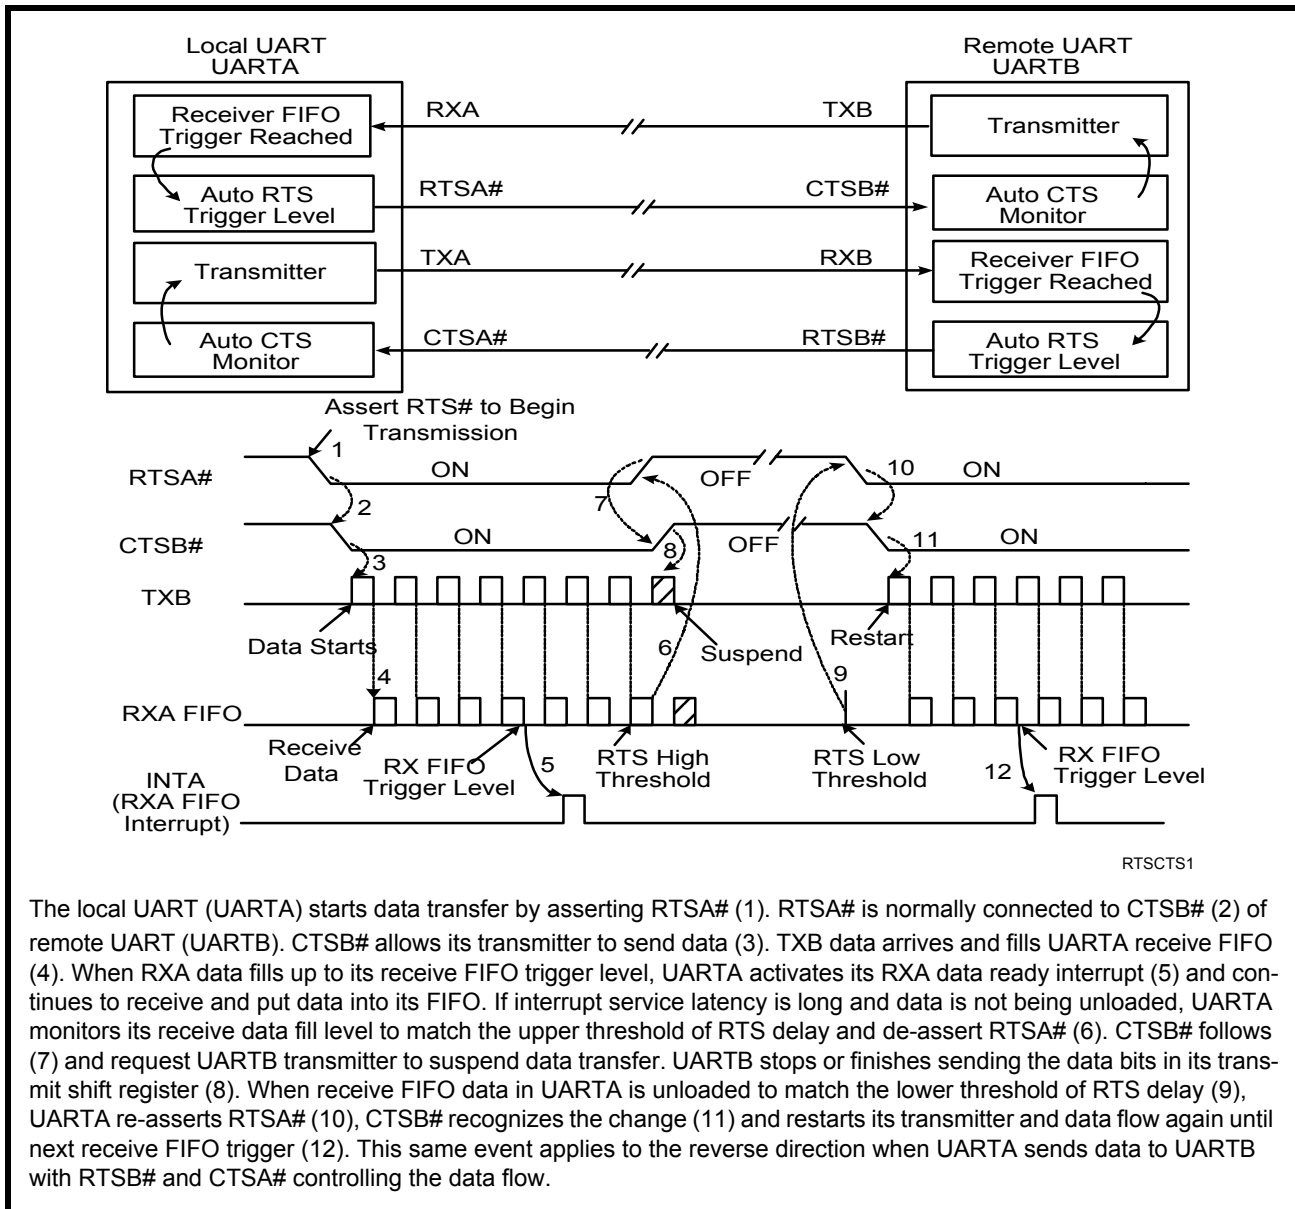 Local UART
UARTA
Remote UART
UARTB
Receiver FIFO
Trigger Reached
RXA
TXB
Transmitter
Auto RTS
Trigger Level
RTSA#
CTSB#
Auto CTS
Monitor
Transmitter
TXA
RXB
Receiver FIFO
Trigger Reached
Auto CTS
Monitor
CTSA#
RTSB#
Auto RTS
Trigger Level
Assert RTS# to Begin
Transmission
1
RTSA#
ON
OFF
10
ON
2
7
CTSB#
ON
OFF
11
ON
3
8
TXB
Data Starts
6
Suspend
Restart
4
9
RXA FIFO
Receive
Data
RX FIFO
Trigger Level
5
RTS High
Threshold
RTS Low
Threshold
12
RX FIFO
Trigger Level
INTA
(RXA FIFO
Interrupt)
RTSCTS1
The local UART (UARTA) starts data transfer by asserting RTSA# (1). RTSA# is normally connected to CTSB# (2) of
remote UART (UARTB). CTSB# allows its transmitter to send data (3). TXB data arrives and fills UARTA receive FIFO
(4). When RXA data fills up to its receive FIFO trigger level, UARTA activates its RXA data ready interrupt (5) and con-
tinues to receive and put data into its FIFO. If interrupt service latency is long and data is not being unloaded, UARTA
monitors its receive data fill level to match the upper threshold of RTS delay and de-assert RTSA# (6). CTSB# follows
(7) and request UARTB transmitter to suspend data transfer. UARTB stops or finishes sending the data bits in its trans-
mit shift register (8). When receive FIFO data in UARTA is unloaded to match the lower threshold of RTS delay (9),
UARTA re-asserts RTSA# (10), CTSB# recognizes the change (11) and restarts its transmitter and data flow again until
next receive FIFO trigger (12). This same event applies to the reverse direction when UARTA sends data to UARTB
with RTSB# and CTSA# controlling the data flow.